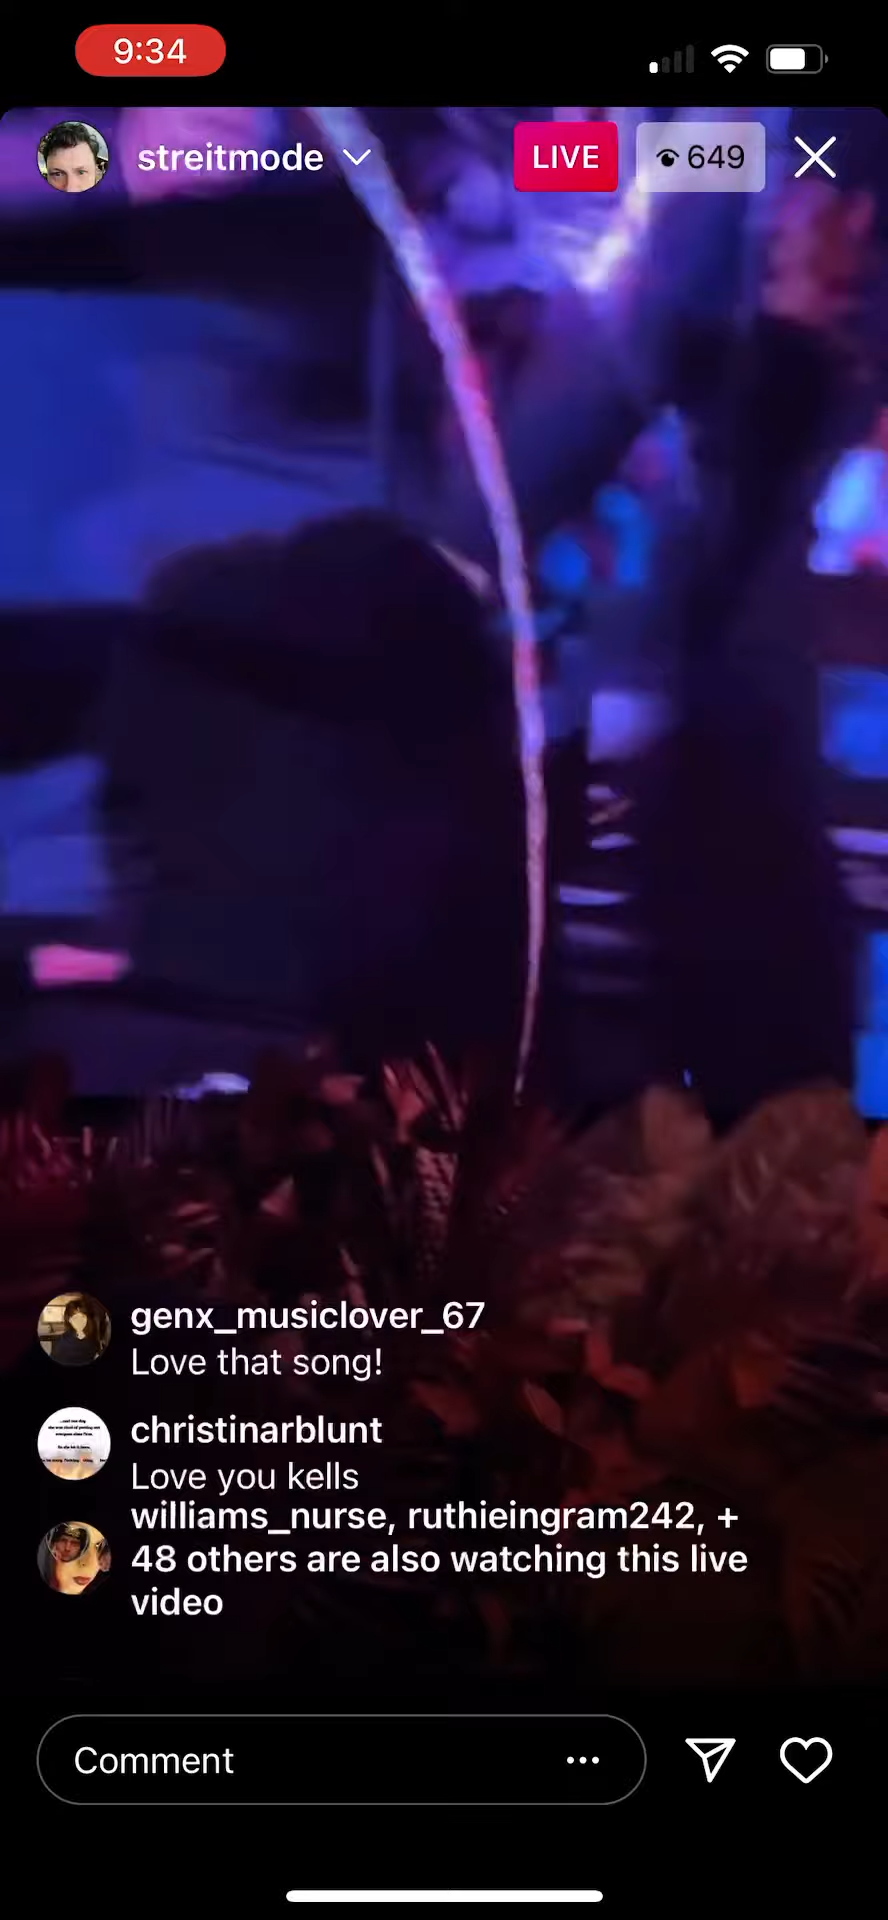 9:34
streitmode
LIVE
649
genx_musiclover_67
Love that song!
christinarblunt
Love you kells
williams_nurse, ruthieingram242, +
48 others are also watching this live
video
Comment